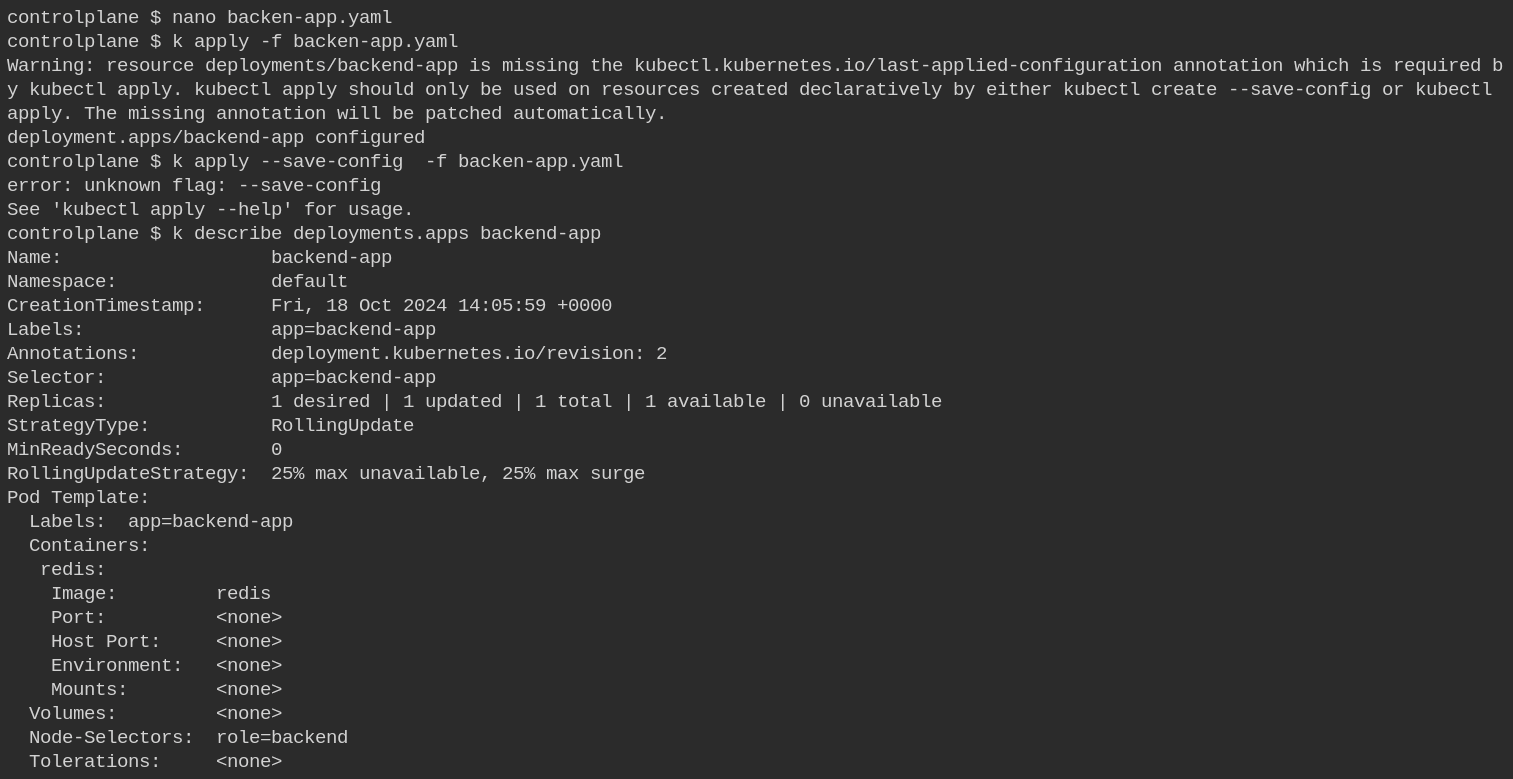 controlplane $ nano backen-app.yaml
controlplane $ k apply -f backen-app.yaml
Warning: resource deployments/backend-app is missing the kubectl.kubernetes.io/last-applied-configuration annotation which is required b
y kubectl apply. kubectl apply should only be used on resources created declaratively by either kubectl create --save-config or kubectl
apply. The missing annotation will be patched automatically.
deployment.apps/backend-app configured
controlplane $ k apply --save-config  -f backen-app.yaml
error: unknown flag: --save-config
See 'kubectl apply --help' for usage.
controlplane $ k describe deployments.apps backend-app
Name:                   backend-app
Namespace:              default
CreationTimestamp:      Fri, 18 Oct 2024 14:05:59 +0000
Labels:                 app=backend-app
Annotations:            deployment.kubernetes.io/revision: 2
Selector:               app=backend-app
Replicas:               1 desired | 1 updated | 1 total | 1 available | 0 unavailable
StrategyType:           RollingUpdate
MinReadySeconds:        0
RollingUpdateStrategy:  25% max unavailable, 25% max surge
Pod Template:
  Labels:  app=backend-app
  Containers:
   redis:
    Image:         redis
    Port:          <none>
    Host Port:     <none>
    Environment:   <none>
    Mounts:        <none>
  Volumes:         <none>
  Node-Selectors:  role=backend
  Tolerations:     <none>